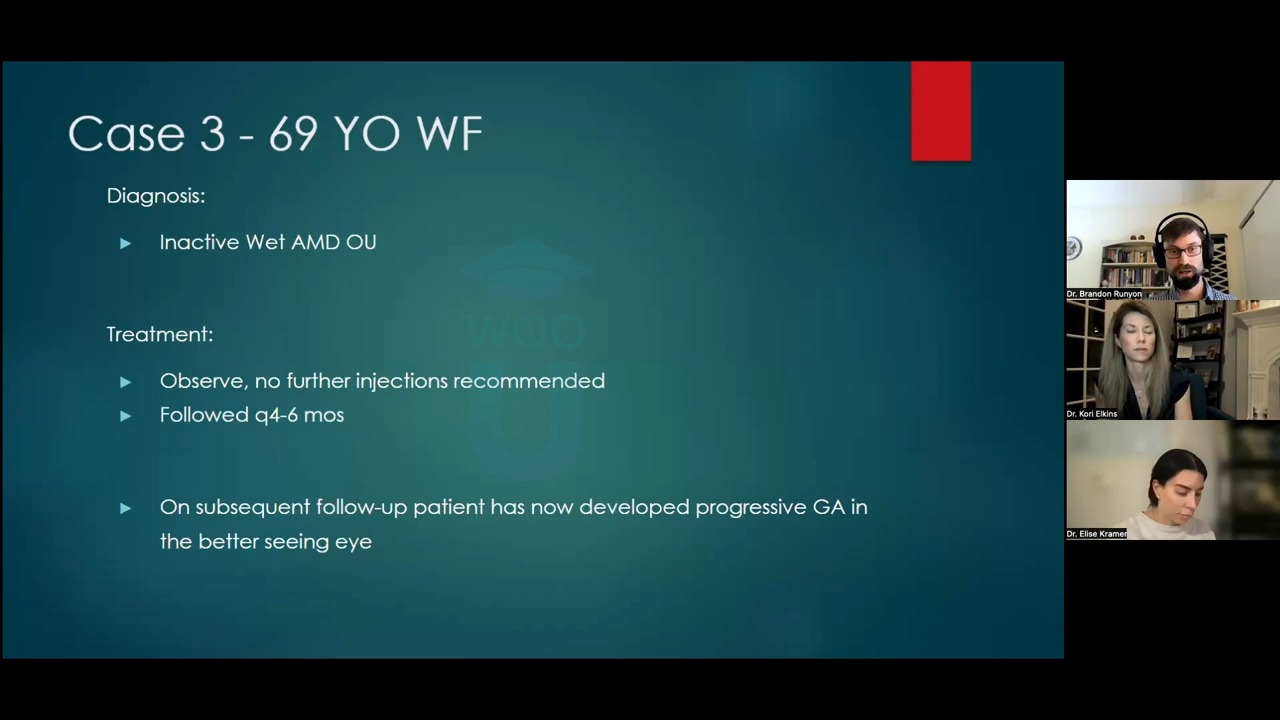 Case 3 - 69 YO WF
Diagnosis:
Inactive Wet AMD OU
WOO
U
Treatment:
Observe, no further injections recommended
Followed q4-6 mos
On subsequent follow-up patient has now developed progressive GA in
the better seeing eye
Dr. Brandon Runyon
Dr. Kori Elkins
Dr. Elise Kramer